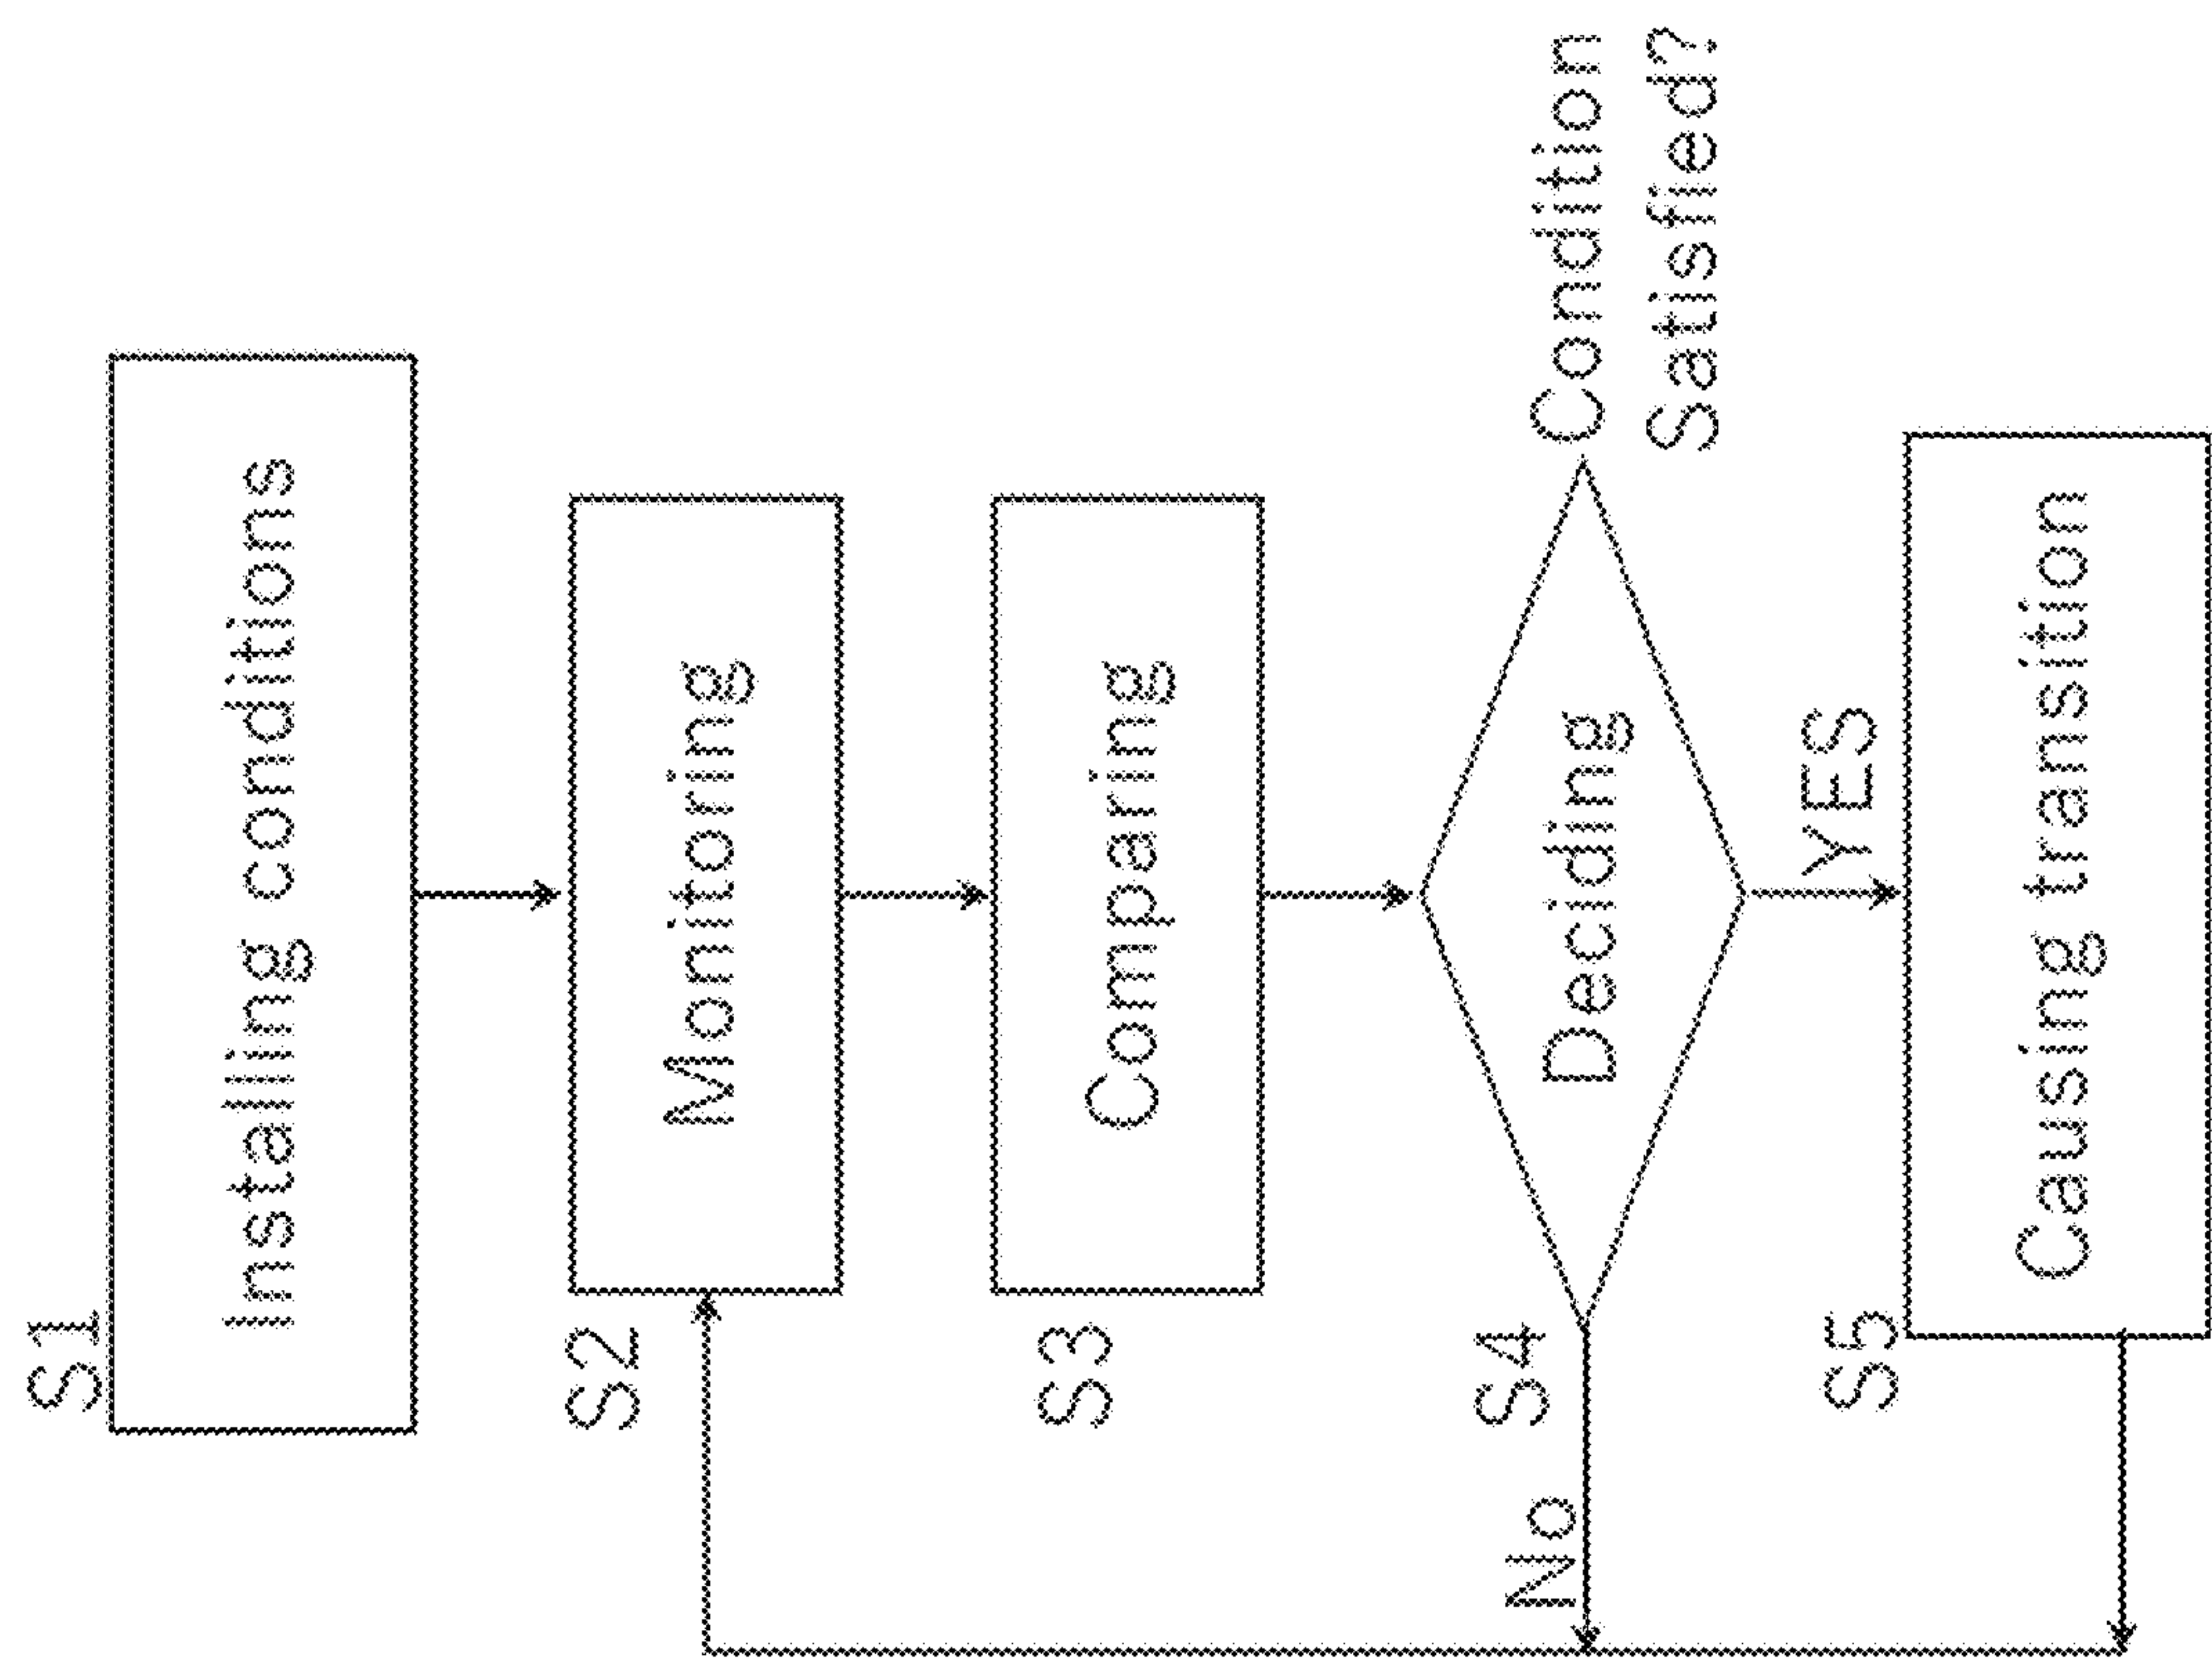 S1
Installing conditions
S2
Monitoring
S3
Comparing
S4
Deciding
Condition
Satisfied?
No
YES
S5
Causing transition